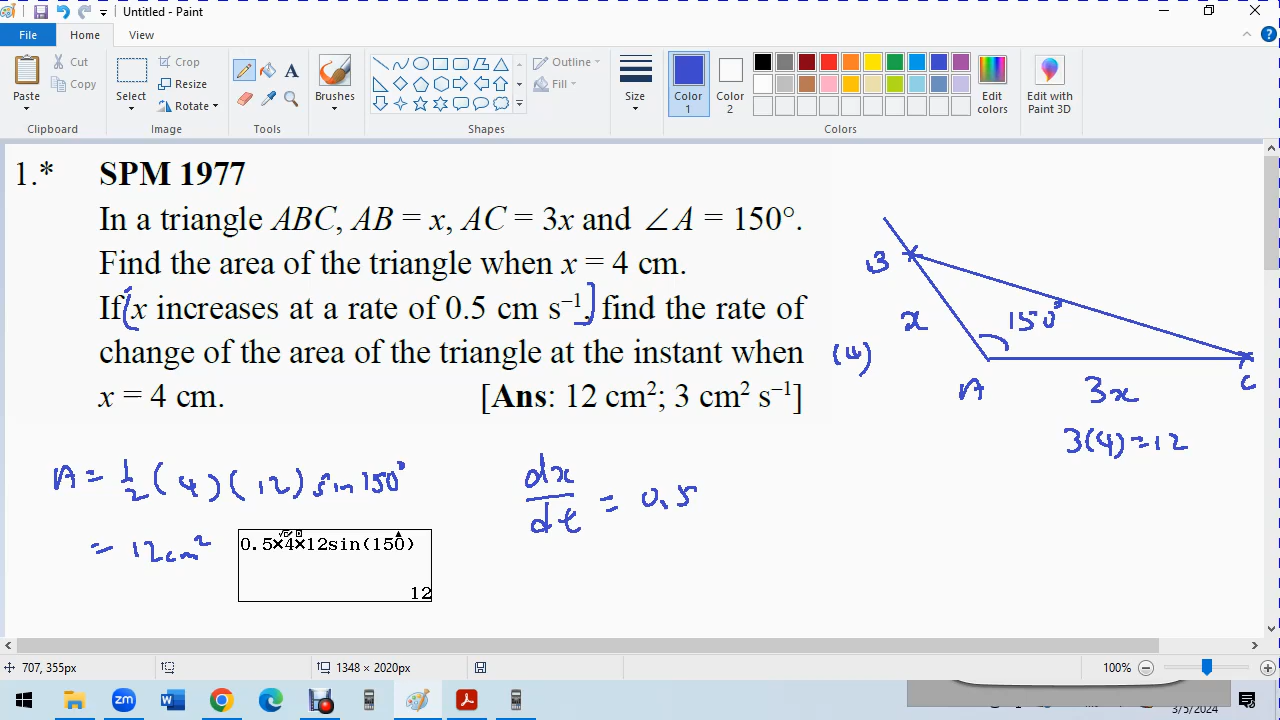 Untitled - Paint
File Home View
Paste
Cut
Copy
Clipboard
Select
Crop
Resize
Rotate
Image
A
Tools
Brushes
Outline
Fill
Shapes
Size
Color 1
Color 2
Edit colors
Colors
Edit with Paint 3D
1.* SPM 1977
In a triangle ABC, AB = x, AC = 3x and ∠A = 150°.
Find the area of the triangle when x = 4 cm.
If [x increases at a rate of 0.5 cm s⁻¹,] find the rate of
change of the area of the triangle at the instant when
x = 4 cm. [Ans: 12 cm²; 3 cm² s⁻¹]
B
x
150°
(4)
A
3x
C
3(4)=12
A = 1/2 (4)(12) sin 150°
= 12cm²
0.5×4×12sin(150)
12
dx/dt = 0.5
707, 355px
1348 × 2020px
100%
zm
W
3/5/2024